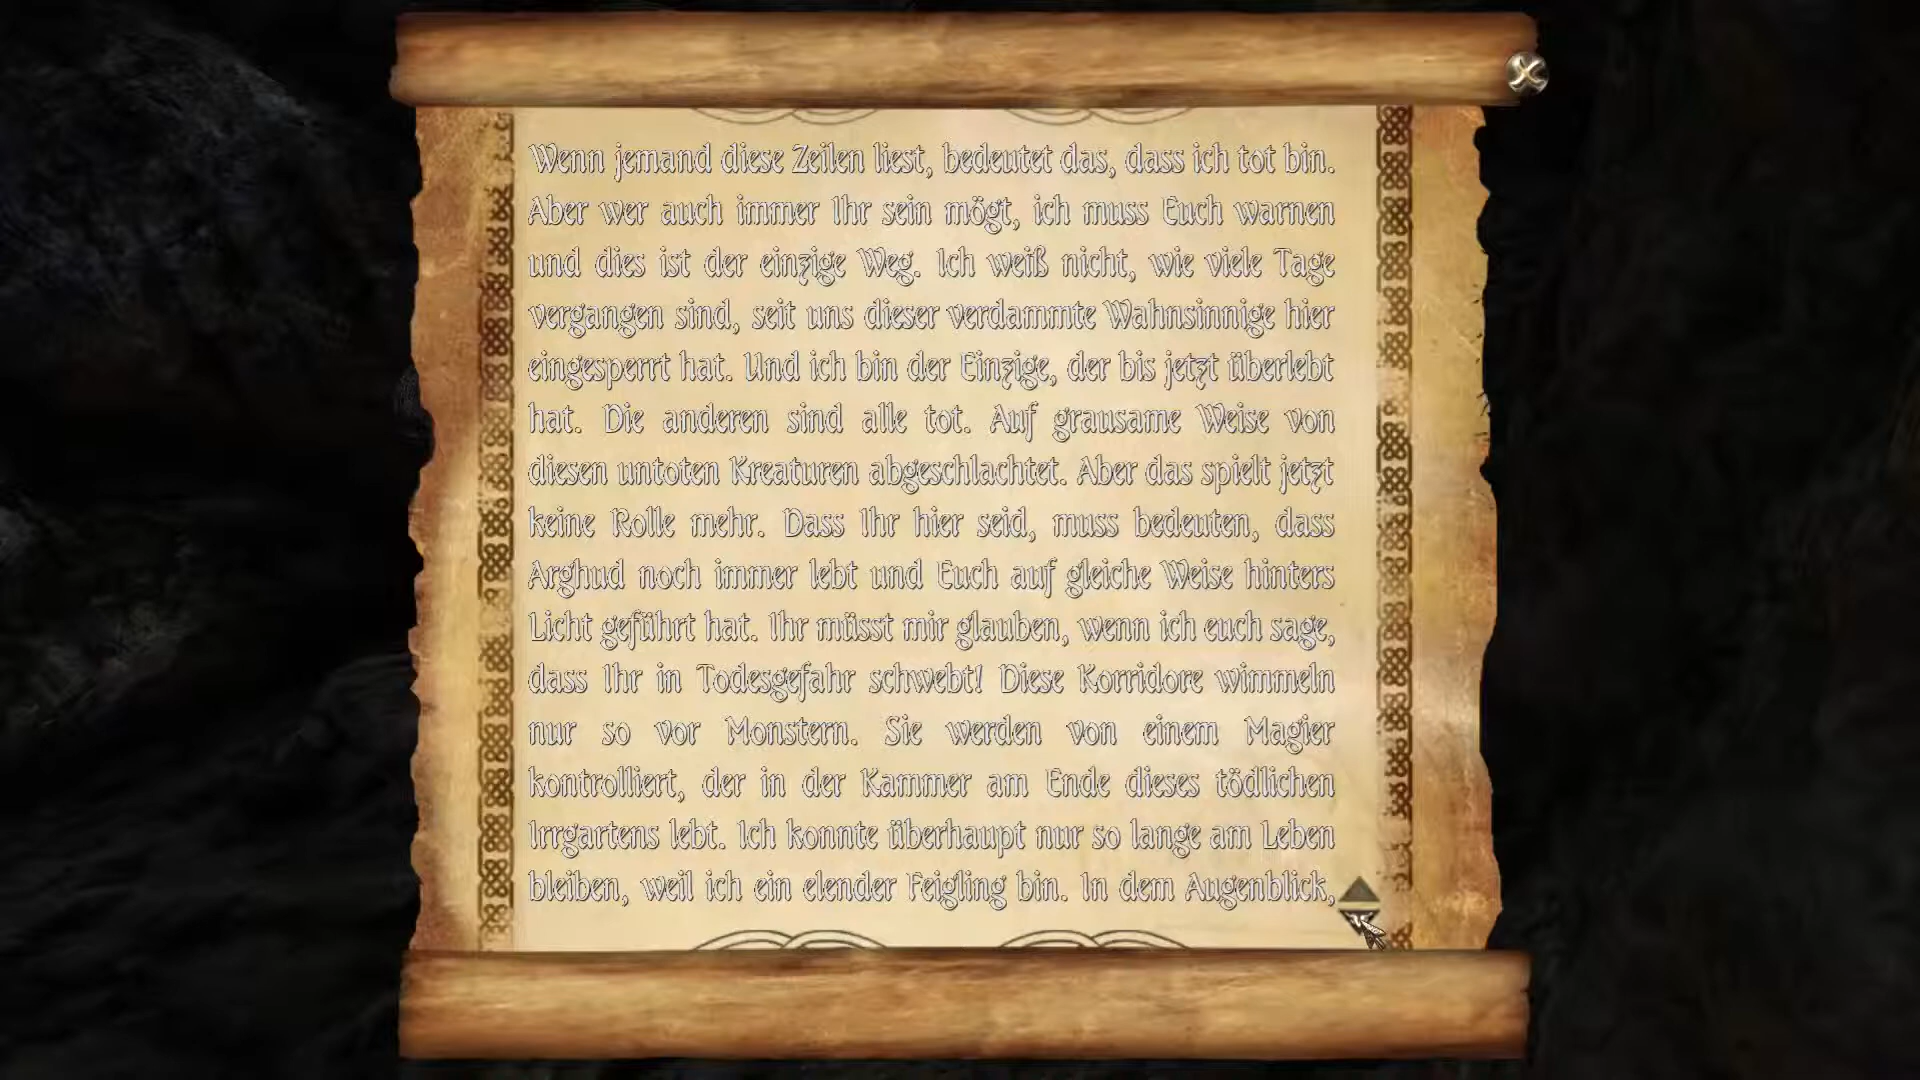 Wenn jemand diese Zeilen liest, bedeutet das, dass ich tot bin.
Aber wer auch immer Ihr sein mögt, ich muss Euch warnen
und dies ist der einzige Weg. Ich weiß nicht, wie viele Tage
vergangen sind, seit uns dieser verdammte Wahnsinnige hier
eingesperrt hat. Und ich bin der Einzige, der bis jetzt überlebt
hat. Die anderen sind alle tot. Auf grausame Weise von
diesen untoten Kreaturen abgeschlachtet. Aber das spielt jetzt
keine Rolle mehr. Dass Ihr hier seid, muss bedeuten, dass
Arghud noch immer lebt und Euch auf gleiche Weise hinters
Licht geführt hat. Ihr müsst mir glauben, wenn ich euch sage,
dass Ihr in Todesgefahr schwebt! Diese Korridore wimmeln
nur so vor Monstern. Sie werden von einem Magier
kontrolliert, der in der Kammer am Ende dieses tödlichen
Irrgartens lebt. Ich konnte überhaupt nur so lange am Leben
bleiben, weil ich ein elender Feigling bin. In dem Augenblick,